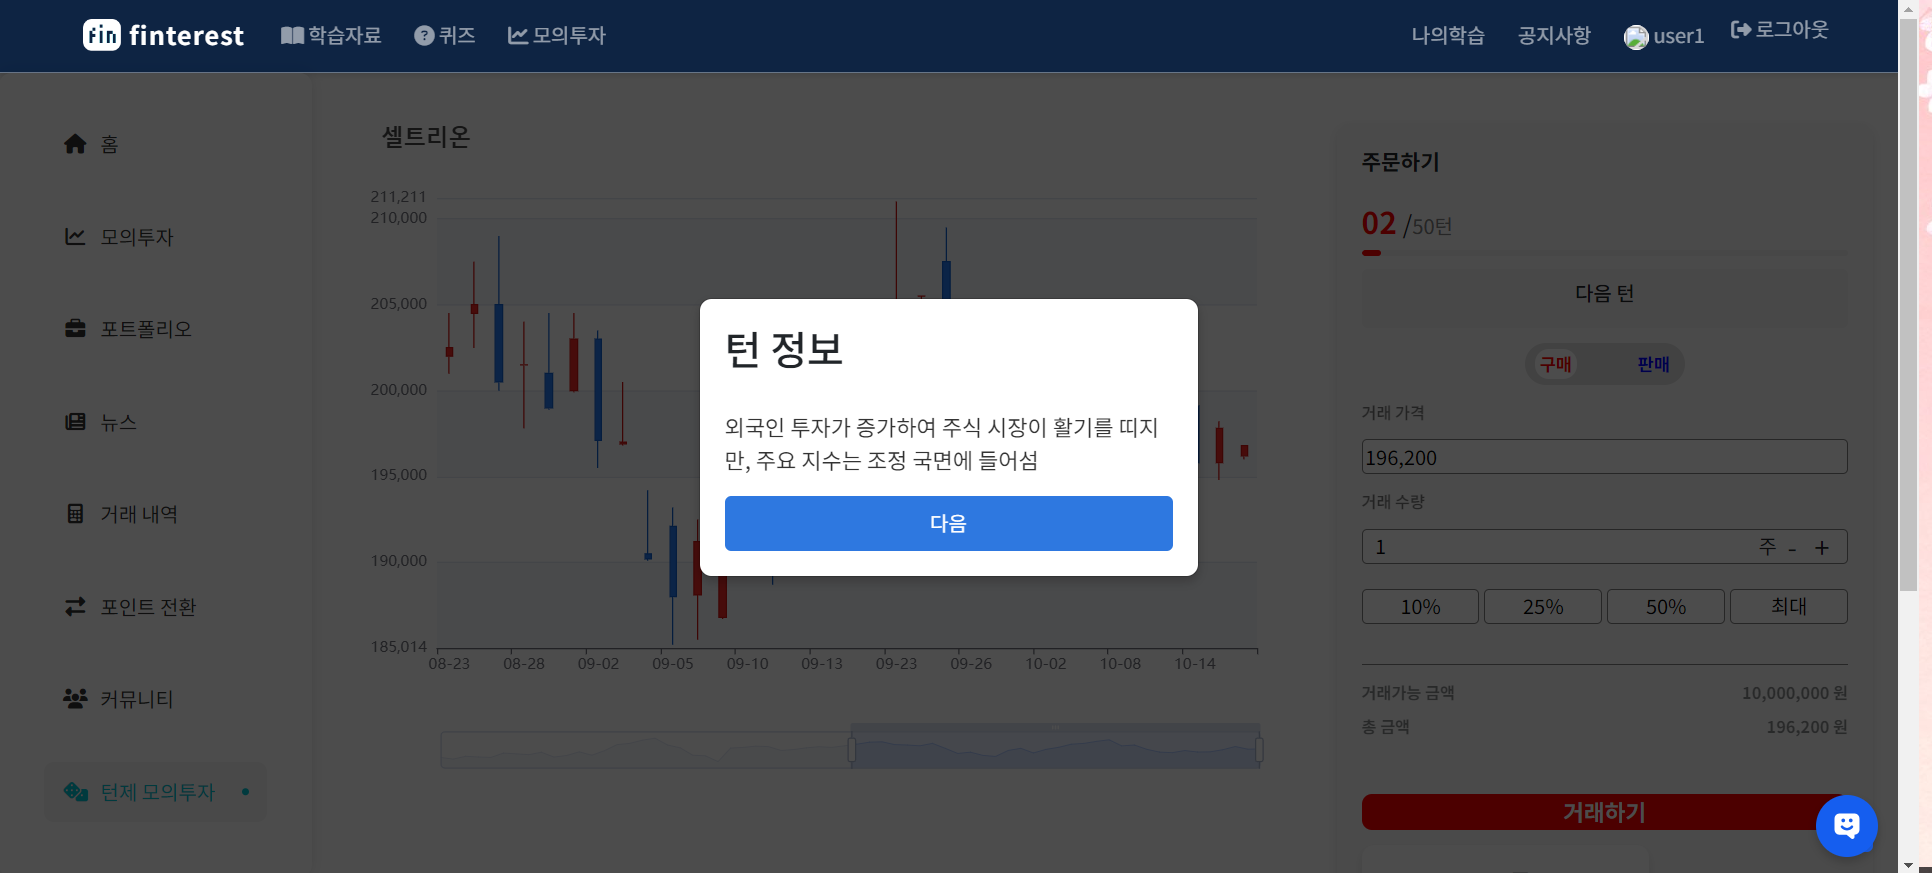 fin finterest
학습자료
퀴즈
모의투자
나의학습
공지사항
user1
로그아웃
홈
모의투자
포트폴리오
뉴스
거래 내역
포인트 전환
커뮤니티
턴제 모의투자
셀트리온
211,211
210,000
205,000
200,000
195,000
190,000
185,014
08-23 08-28 09-02 09-05 09-10 09-13 09-23 09-26 10-02 10-08 10-14
턴 정보
외국인 투자가 증가하여 주식 시장이 활기를 띠지
만, 주요 지수는 조정 국면에 들어섬
다음
주문하기
02 /50턴
다음 턴
구매 판매
거래 가격
196,200
거래 수량
1 주 - +
10% 25% 50% 최대
거래가능 금액 10,000,000 원
총 금액 196,200 원
거래하기